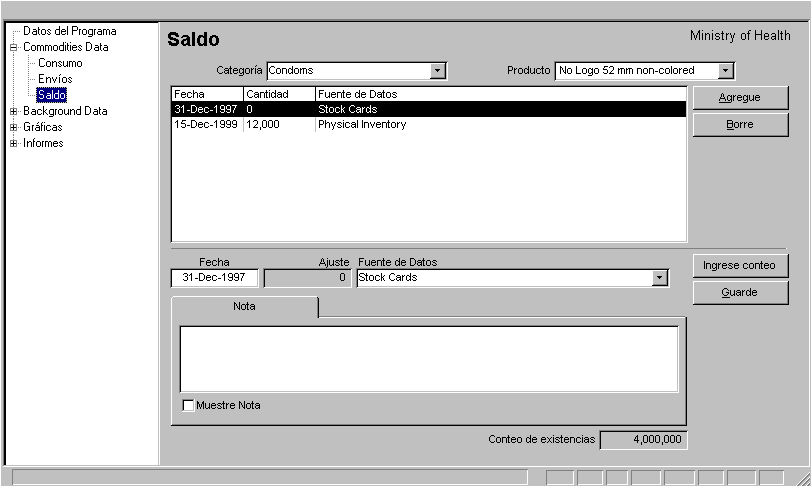 Datos del Programa
Commodities Data
Consumo
Envíos
Saldo
Background Data
Gráficas
Informes
Saldo
Ministry of Health
Categoría Condoms
Producto No Logo 52 mm non-colored
Fecha Cantidad Fuente de Datos
31-Dec-1997 0 Stock Cards
15-Dec-1999 12,000 Physical Inventory
Agregue
Borre
Fecha Ajuste Fuente de Datos
31-Dec-1997 0 Stock Cards
Ingrese conteo
Guarde
Nota
Muestre Nota
Conteo de existencias 4,000,000